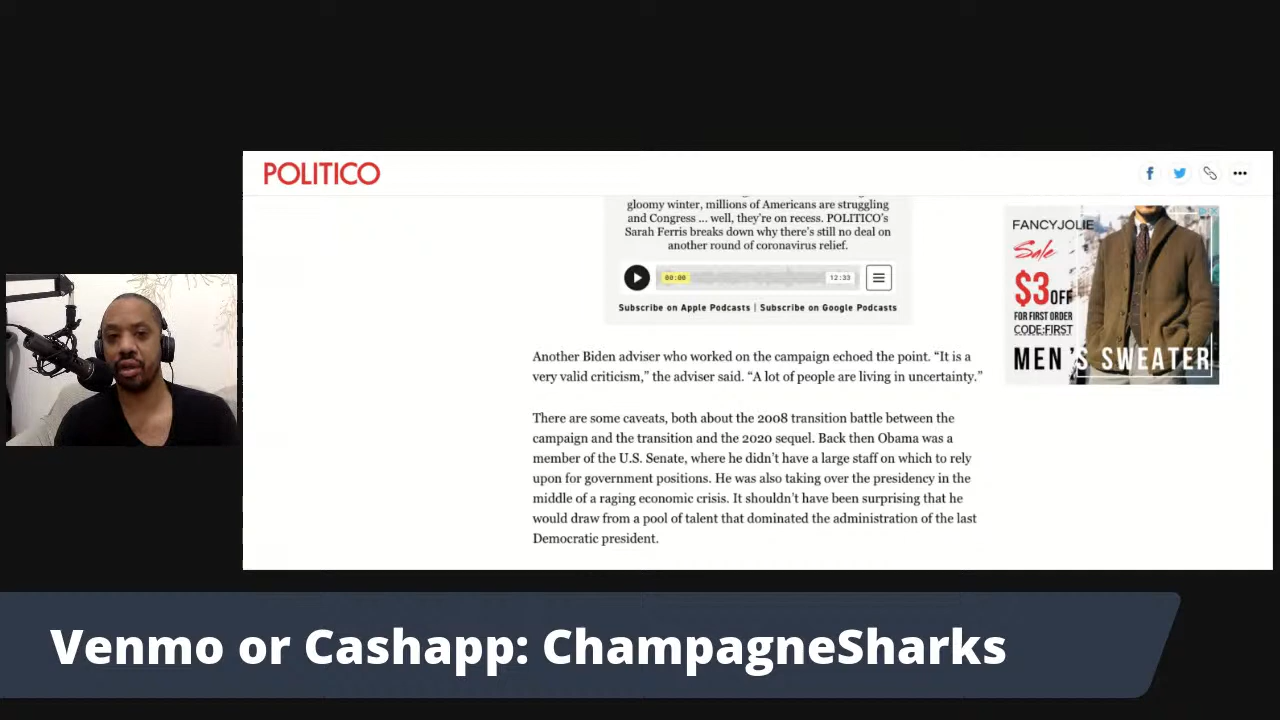 POLITICO
gloomy winter, millions of Americans are struggling
and Congress ... well, they're on recess. POLITICO's
Sarah Ferris breaks down why there's still no deal on
another round of coronavirus relief.
00:00
12:33
Subscribe on Apple Podcasts | Subscribe on Google Podcasts
FANCYJOLIE
Sale
$3 OFF
FOR FIRST ORDER
CODE:FIRST
MEN'S SWEATER
Another Biden adviser who worked on the campaign echoed the point. “It is a
very valid criticism,” the adviser said. “A lot of people are living in uncertainty.”
There are some caveats, both about the 2008 transition battle between the
campaign and the transition and the 2020 sequel. Back then Obama was a
member of the U.S. Senate, where he didn't have a large staff on which to rely
upon for government positions. He was also taking over the presidency in the
middle of a raging economic crisis. It shouldn't have been surprising that he
would draw from a pool of talent that dominated the administration of the last
Democratic president.
Venmo or Cashapp: ChampagneSharks